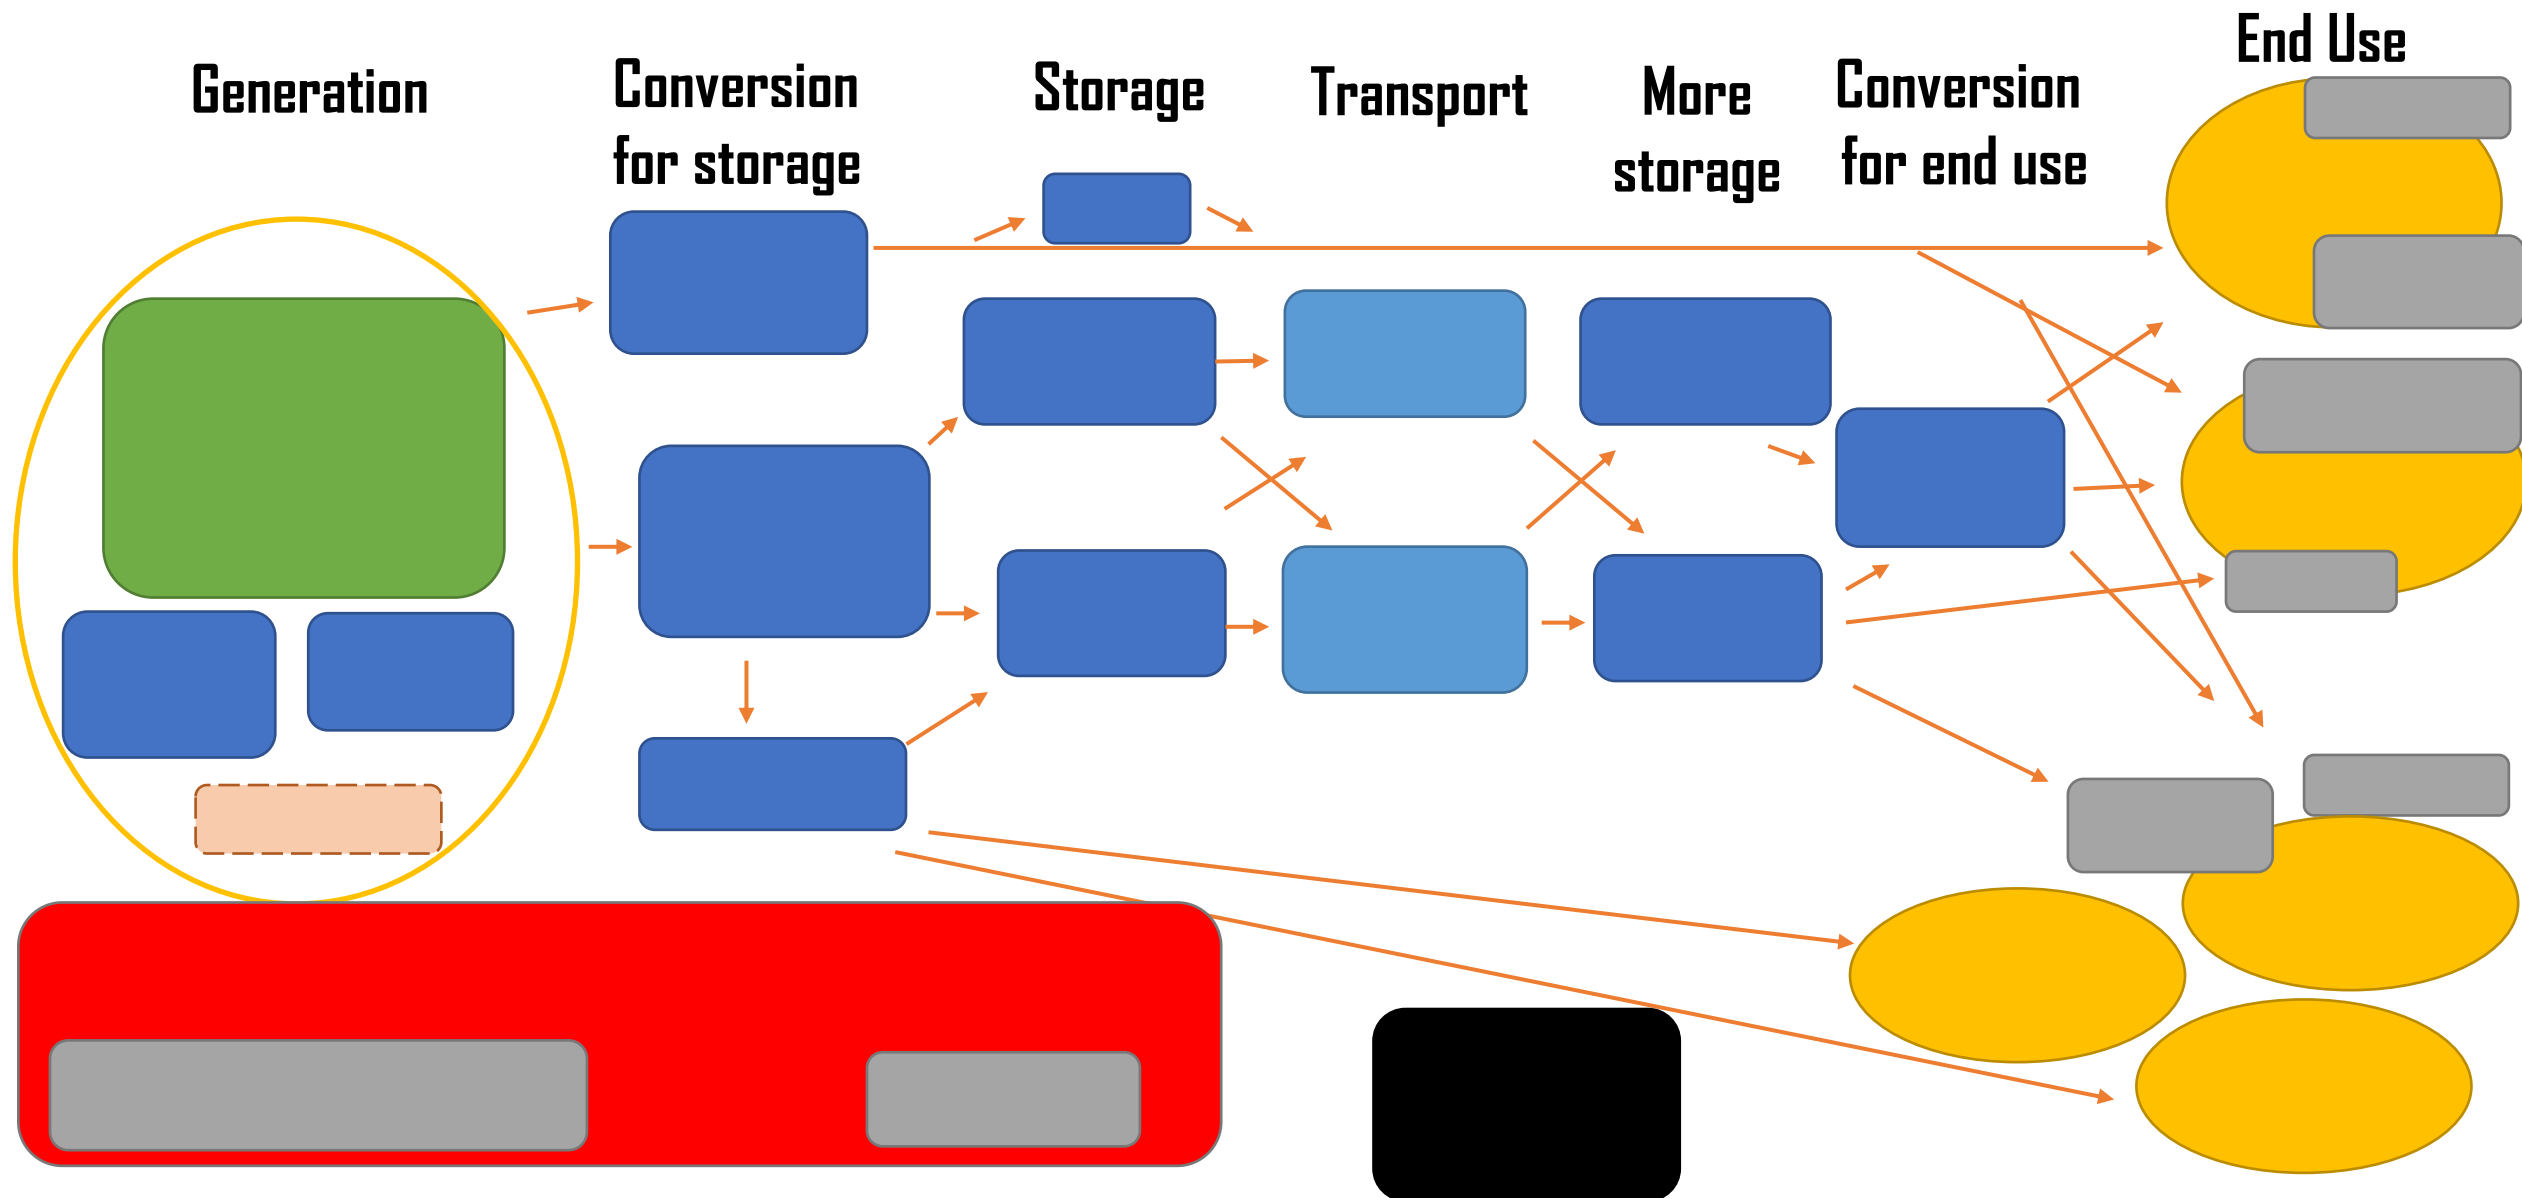 Generation
Conversion
for storage
Storage
Transport
More
storage
Conversion
for end use
End Use